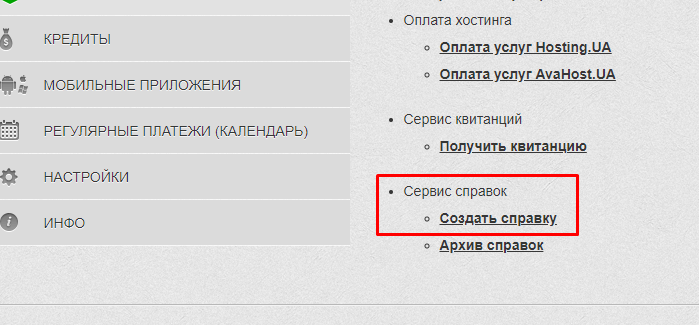 КРЕДИТЫ
МОБИЛЬНЫЕ ПРИЛОЖЕНИЯ
РЕГУЛЯРНЫЕ ПЛАТЕЖИ (КАЛЕНДАРЬ)
НАСТРОЙКИ
ИНФО
Оплата хостинга
Оплата услуг Hosting.UA
Оплата услуг AvaHost.UA
Сервис квитанций
Получить квитанцию
Сервис справок
Создать справку
Архив справок